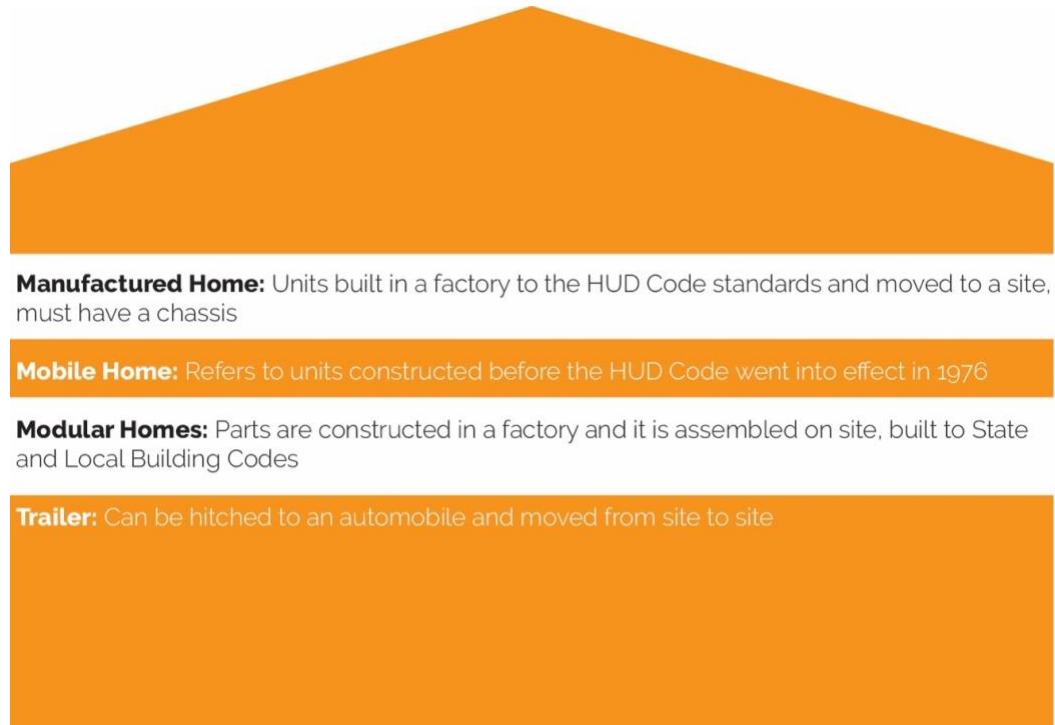 Manufactured Home: Units built in a factory to the HUD Code standards and moved to a site,
must have a chassis
Mobile Home: Refers to units constructed before the HUD Code went into effect in 1976
Modular Homes: Parts are constructed in a factory and it is assembled on site, built to State
and Local Building Codes
Trailer: Can be hitched to an automobile and moved from site to site